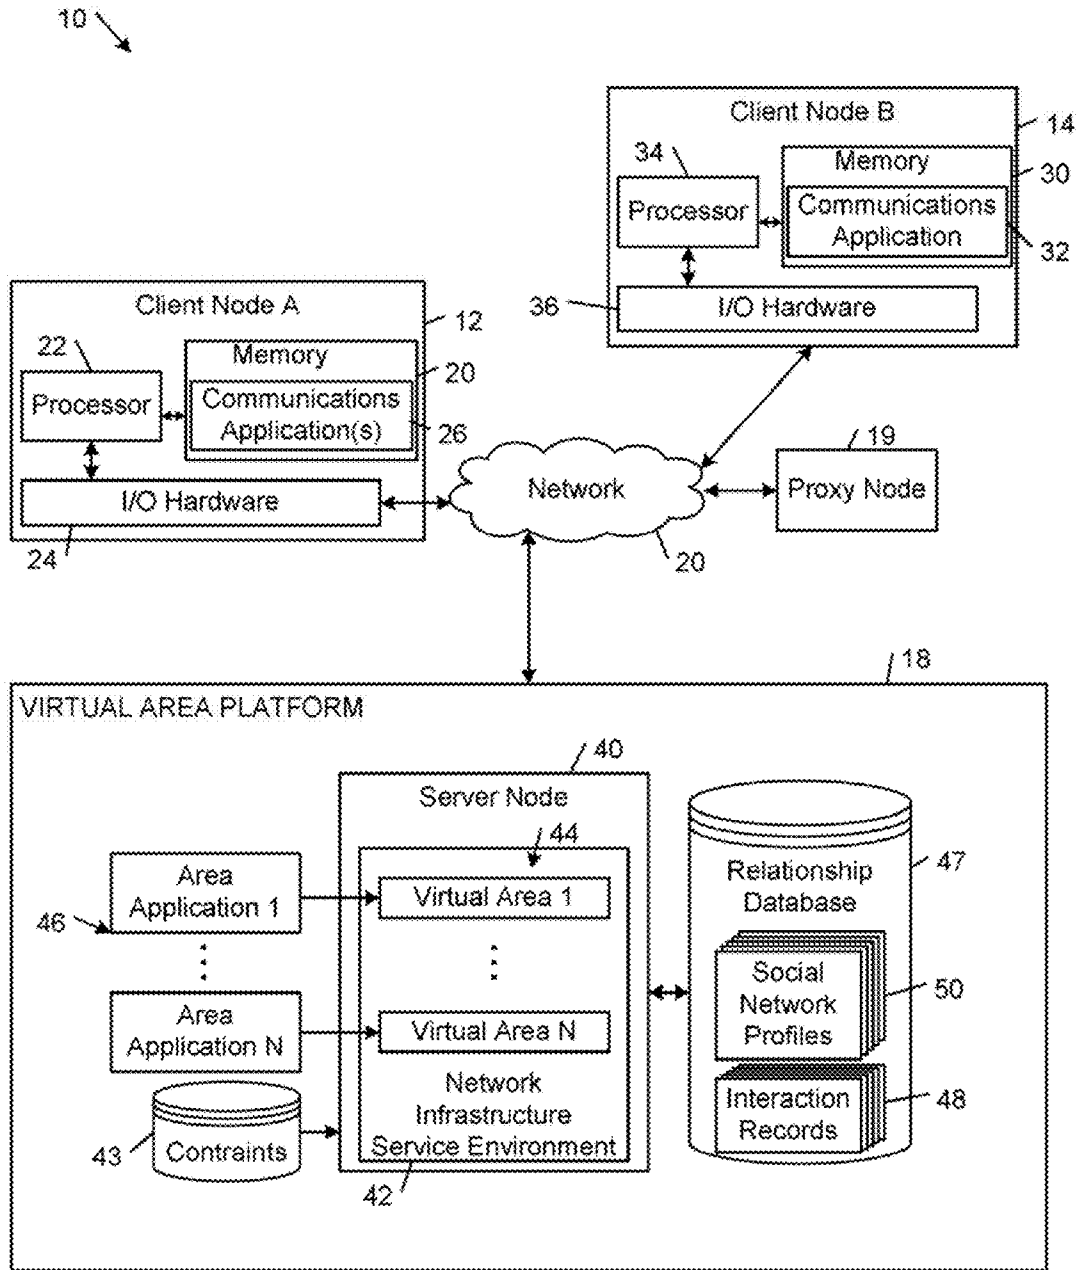 10
Client Node B
14
34
Memory
30
Processor
Communications
Application
32
36
I/O Hardware
Client Node A
12
22
Memory
20
Processor
Communications
Application(s)
26
I/O Hardware
24
Network
20
19
Proxy Node
18
VIRTUAL AREA PLATFORM
40
Server Node
44
46
Area
Application 1
Virtual Area 1
Area
Application N
Virtual Area N
Network
Infrastructure
Service Environment
42
43
Contraints
47
Relationship
Database
Social
Network
Profiles
50
Interaction
Records
48